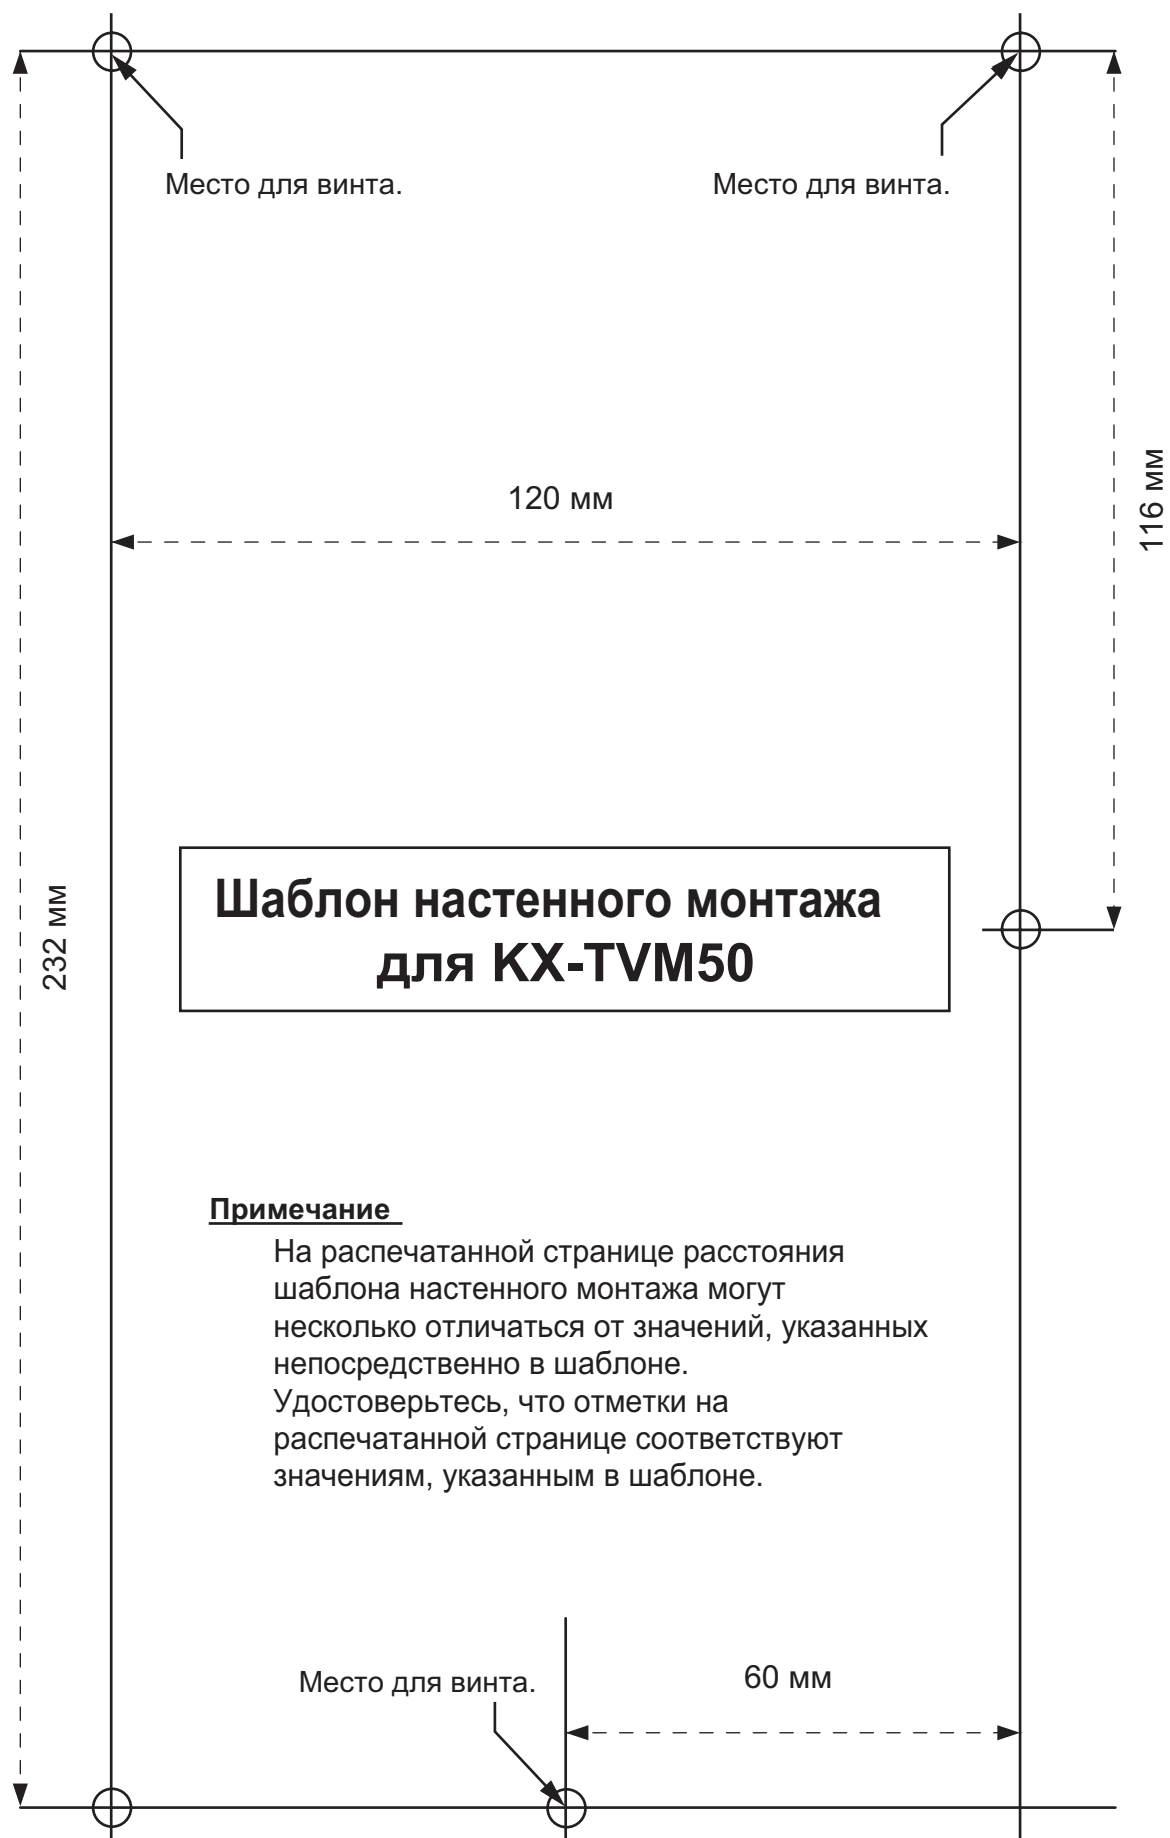 Место для винта.
Место для винта.
120 мм
116 мм
232 мм
Шаблон настенного монтажа
для KX-TVM50
Примечание
На распечатанной странице расстояния
шаблона настенного монтажа могут
несколько отличаться от значений, указанных
непосредственно в шаблоне.
Удостоверьтесь, что отметки на
распечатанной странице соответствуют
значениям, указанным в шаблоне.
Место для винта.
60 мм